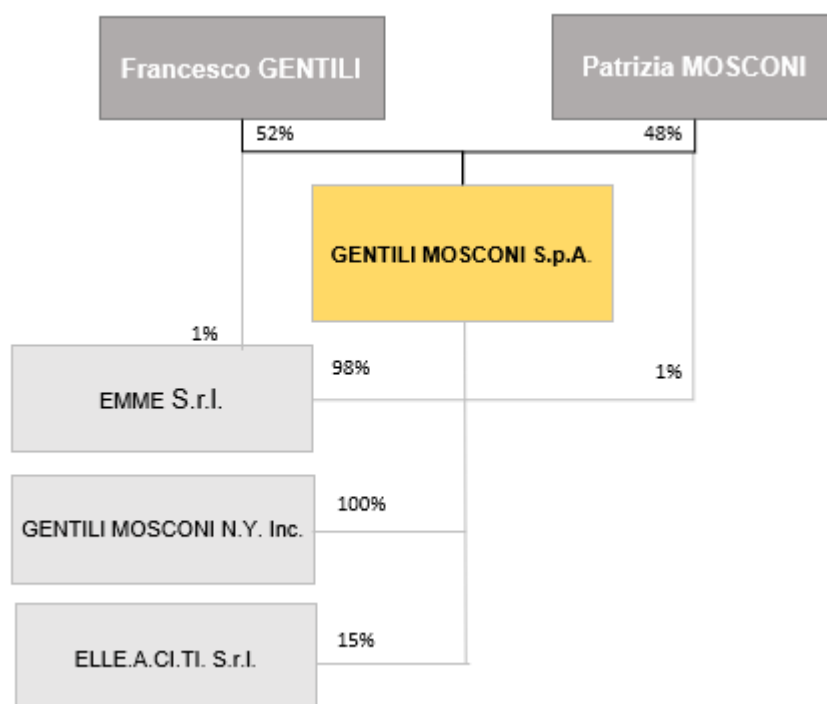 Francesco GENTILI
Patrizia MOSCONI
52%
48%
GENTILI MOSCONI S.p.A.
1%
98%
1%
EMME S.r.l.
100%
GENTILI MOSCONI N.Y. Inc.
15%
ELLE.A.CI.TI. S.r.l.